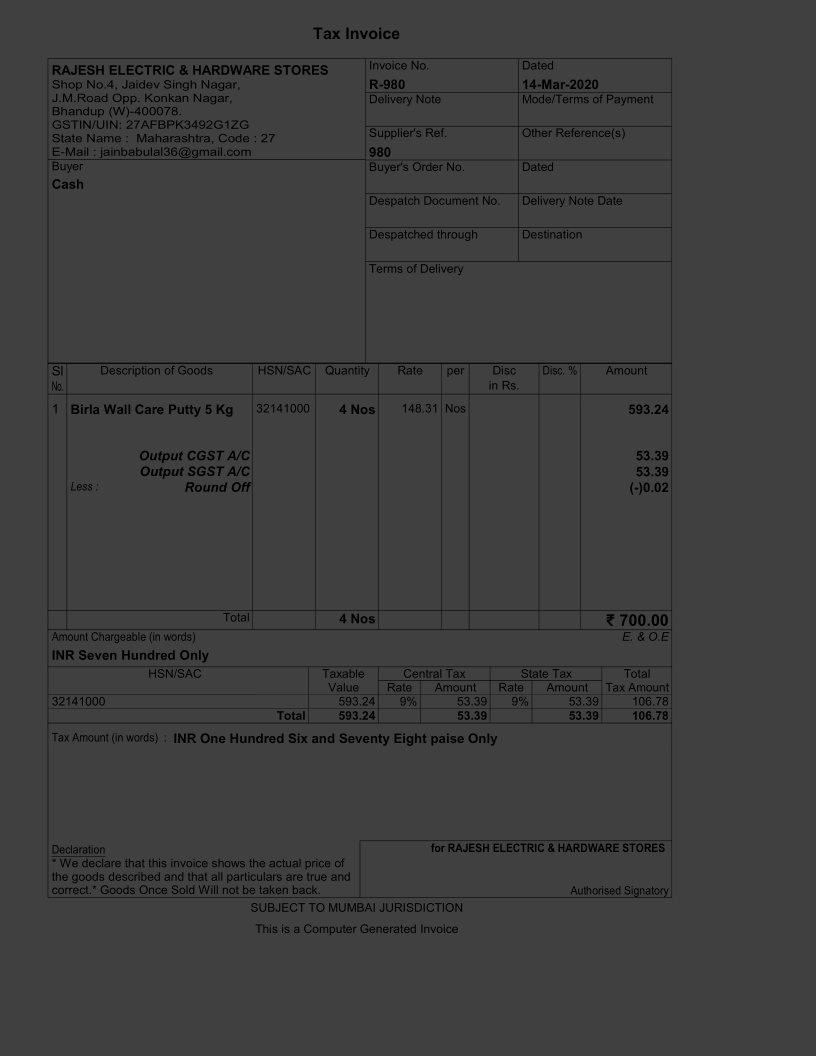 Tax Invoice
RAJESH ELECTRIC & HARDWARE STORES
Shop No.4, Jaidev Singh Nagar,
J.M.Road Opp. Konkan Nagar,
Bhandup (W)-400078.
GSTIN/UIN: 27AFBPK3492G1ZG
State Name : Maharashtra, Code : 27
E-Mail : jainbabulal36@gmail.com
Invoice No. Dated
R-980 14-Mar-2020
Delivery Note Mode/Terms of Payment
Supplier's Ref. Other Reference(s)
980
Buyer
Cash
Buyer's Order No. Dated
Despatch Document No. Delivery Note Date
Despatched through Destination
Terms of Delivery
Sl Description of Goods HSN/SAC Quantity Rate per Disc Disc. % Amount
No. in Rs.
1 Birla Wall Care Putty 5 Kg 32141000 4 Nos 148.31 Nos 593.24
Output CGST A/C 53.39
Output SGST A/C 53.39
Less : Round Off (-)0.02
Total 4 Nos ₹ 700.00
Amount Chargeable (in words) E. & O.E
INR Seven Hundred Only
HSN/SAC Taxable Central Tax State Tax Total
Value Rate Amount Rate Amount Tax Amount
32141000 593.24 9% 53.39 9% 53.39 106.78
Total 593.24 53.39 53.39 106.78
Tax Amount (in words) : INR One Hundred Six and Seventy Eight paise Only
Declaration
* We declare that this invoice shows the actual price of
the goods described and that all particulars are true and
correct.* Goods Once Sold Will not be taken back.
for RAJESH ELECTRIC & HARDWARE STORES
Authorised Signatory
SUBJECT TO MUMBAI JURISDICTION
This is a Computer Generated Invoice